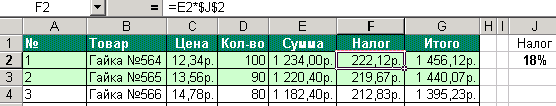 F2 =E2*$J$2
A B C D E F G H I J
1 № Товар Цена Кол-во Сумма Налог Итого Налог
2 1 Гайка №564 12,34р. 100 1 234,00р. 222,12р. 1 456,12р. 18%
3 2 Гайка №565 13,56р. 90 1 220,40р. 219,67р. 1 440,07р.
4 3 Гайка №566 14,78р. 80 1 182,40р. 212,83р. 1 395,23р.